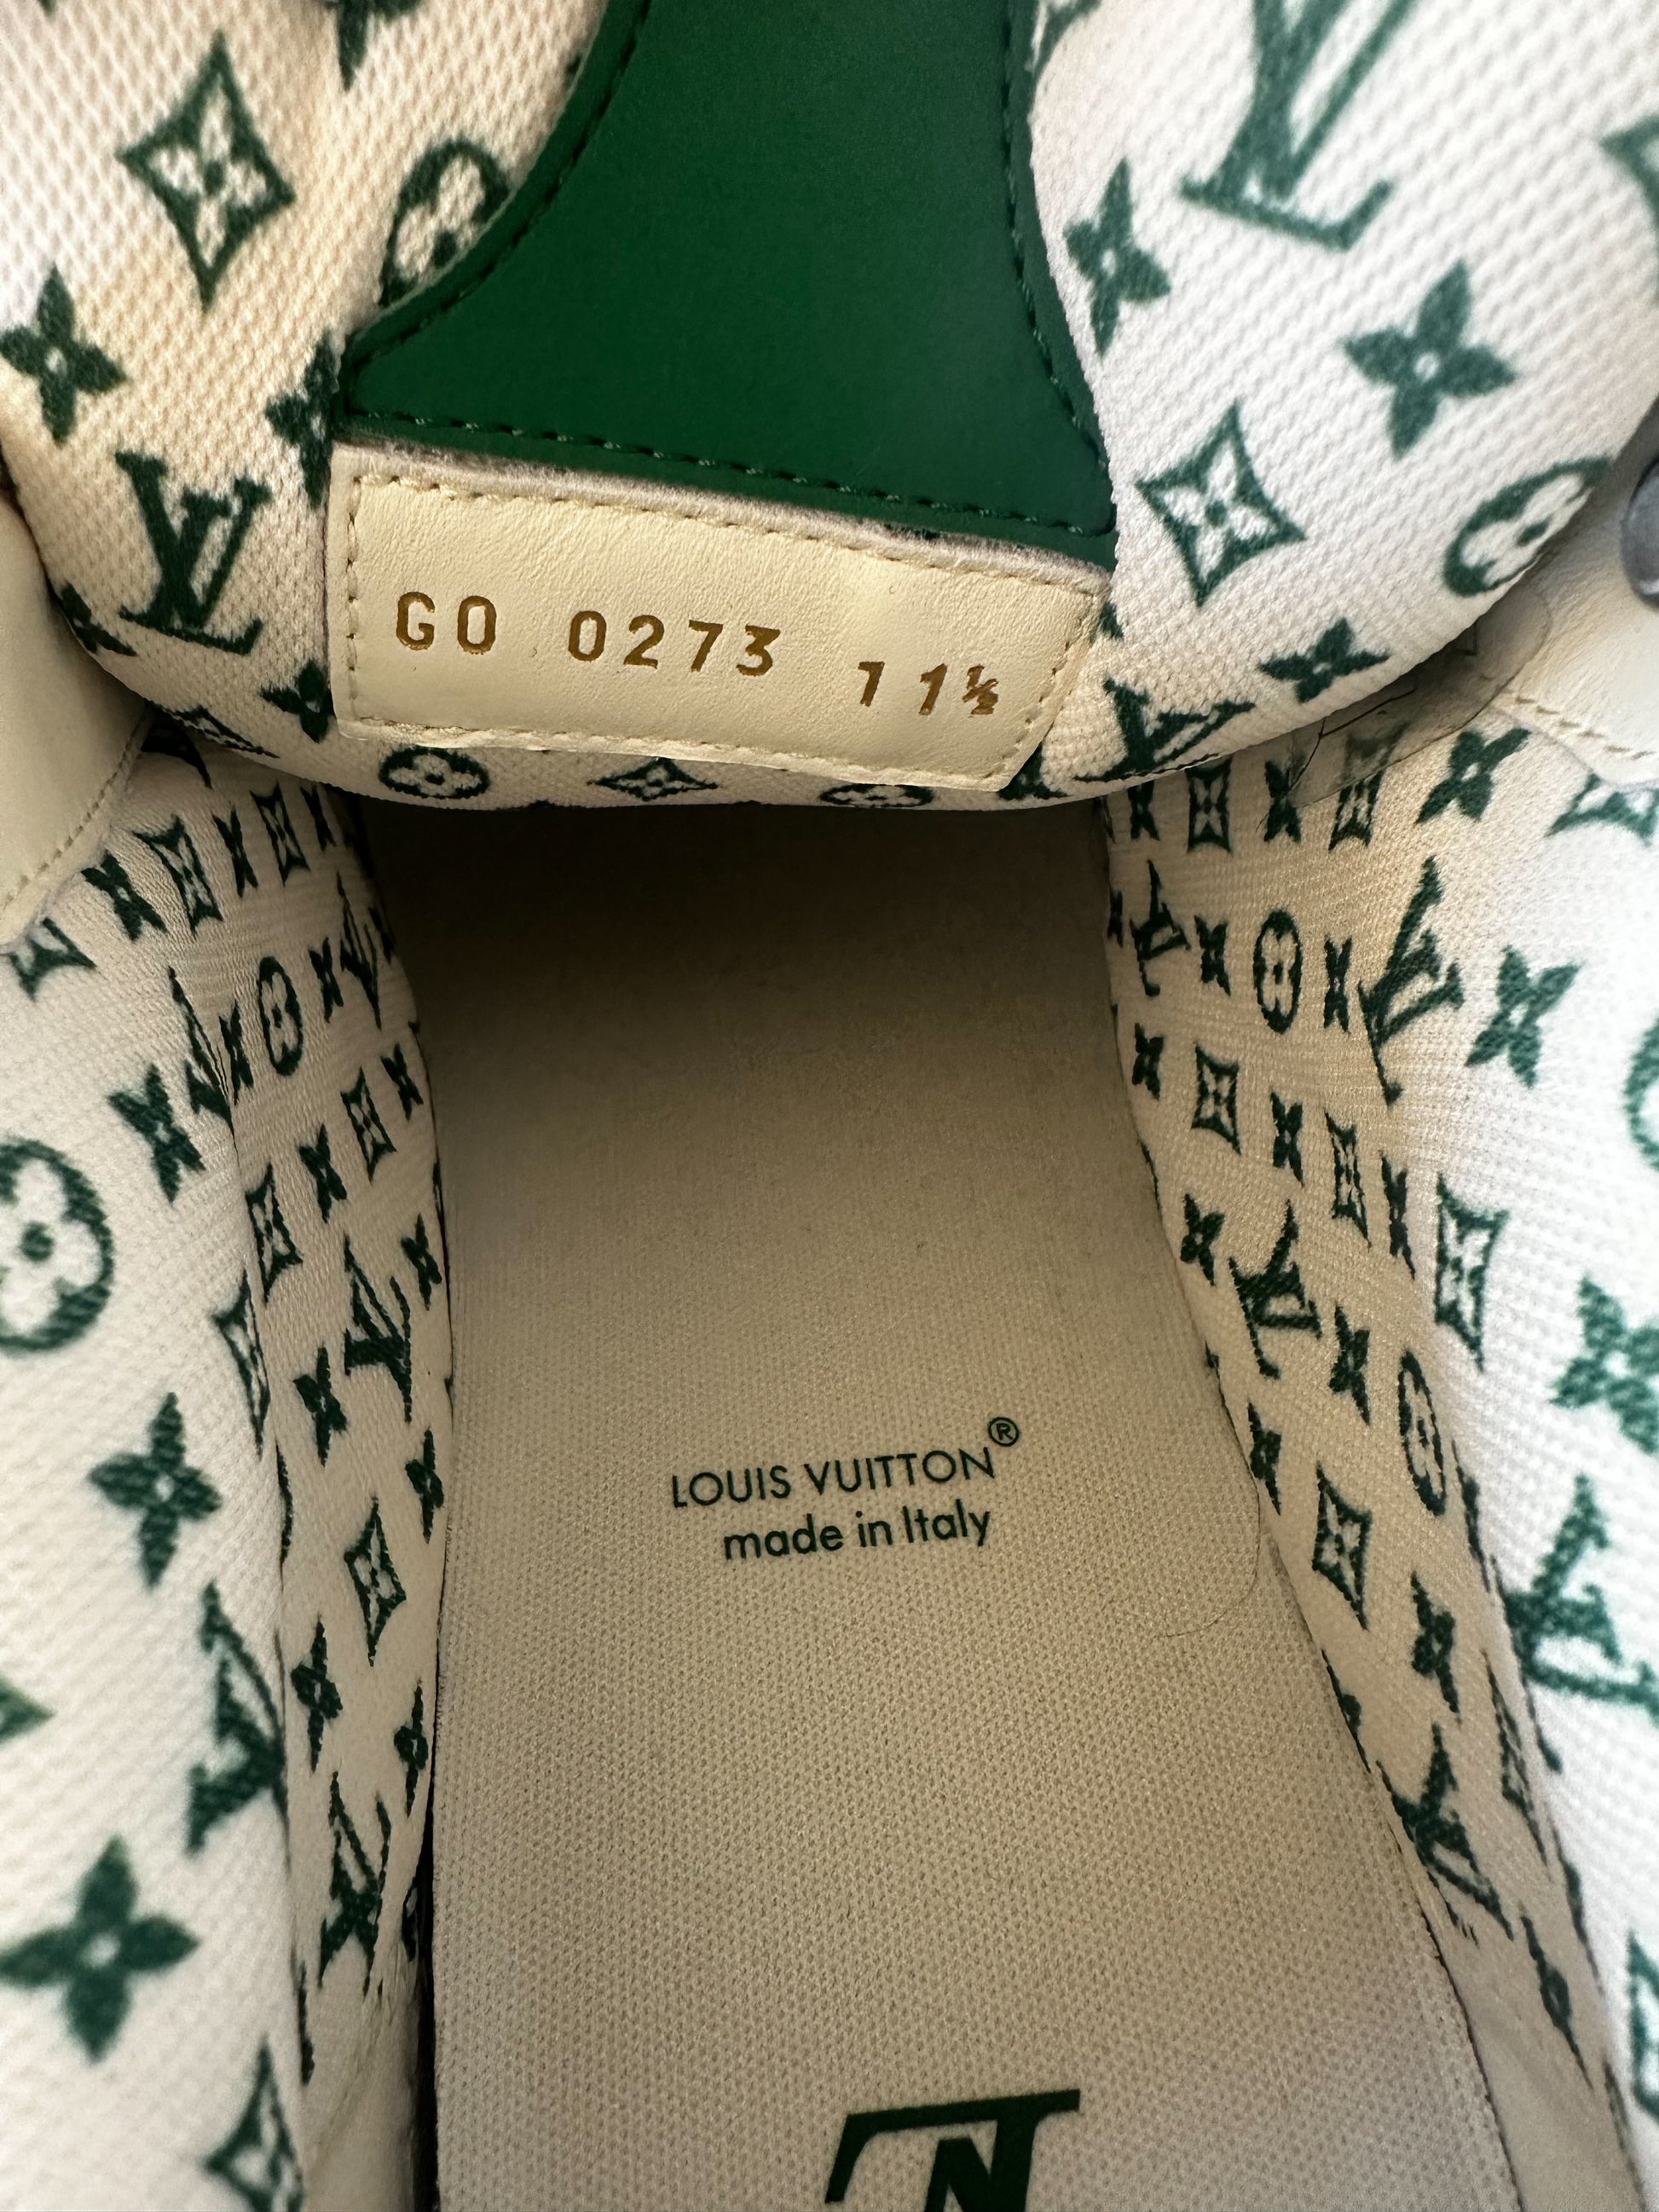 GO 0273 11½
LOUIS VUITTON®
made in Italy